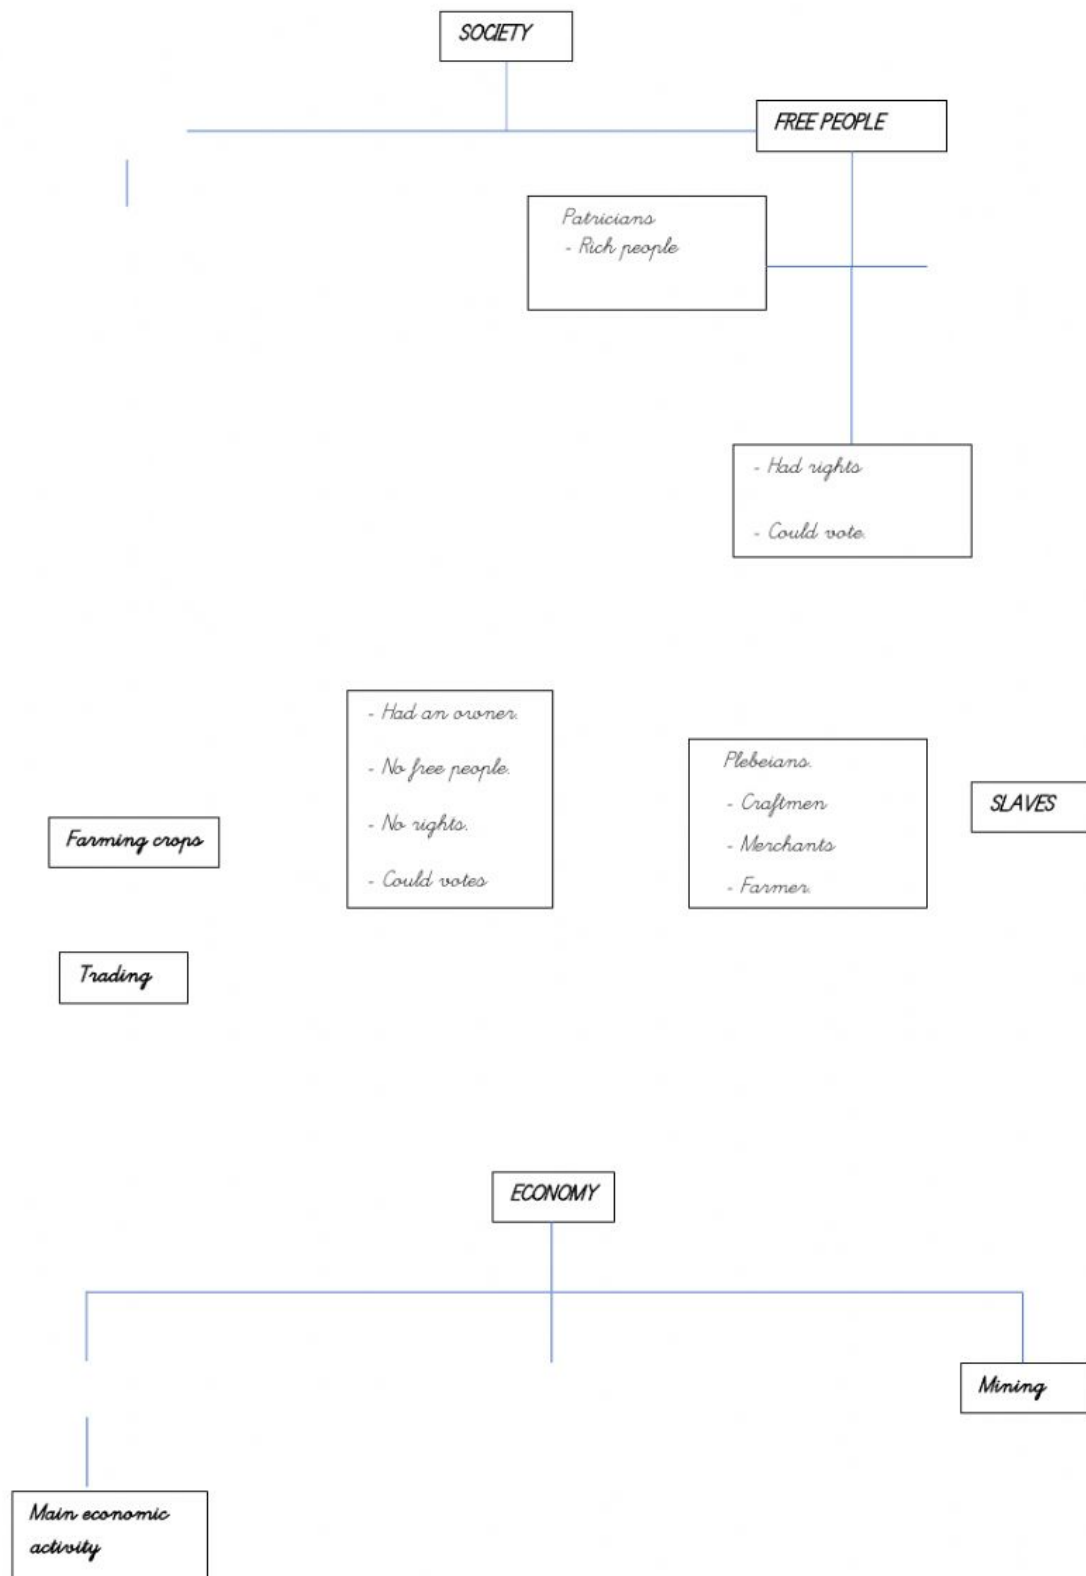 SOCIETY
FREE PEOPLE
Patricians
- Rich people
- Had rights
- Could vote.
- Had an owner.
- No free people.
- No rights.
- Could votes
Plebeians.
- Craftmen
- Merchants
- Farmer.
SLAVES
Farming crops
Trading
ECONOMY
Mining
Main economic
activity